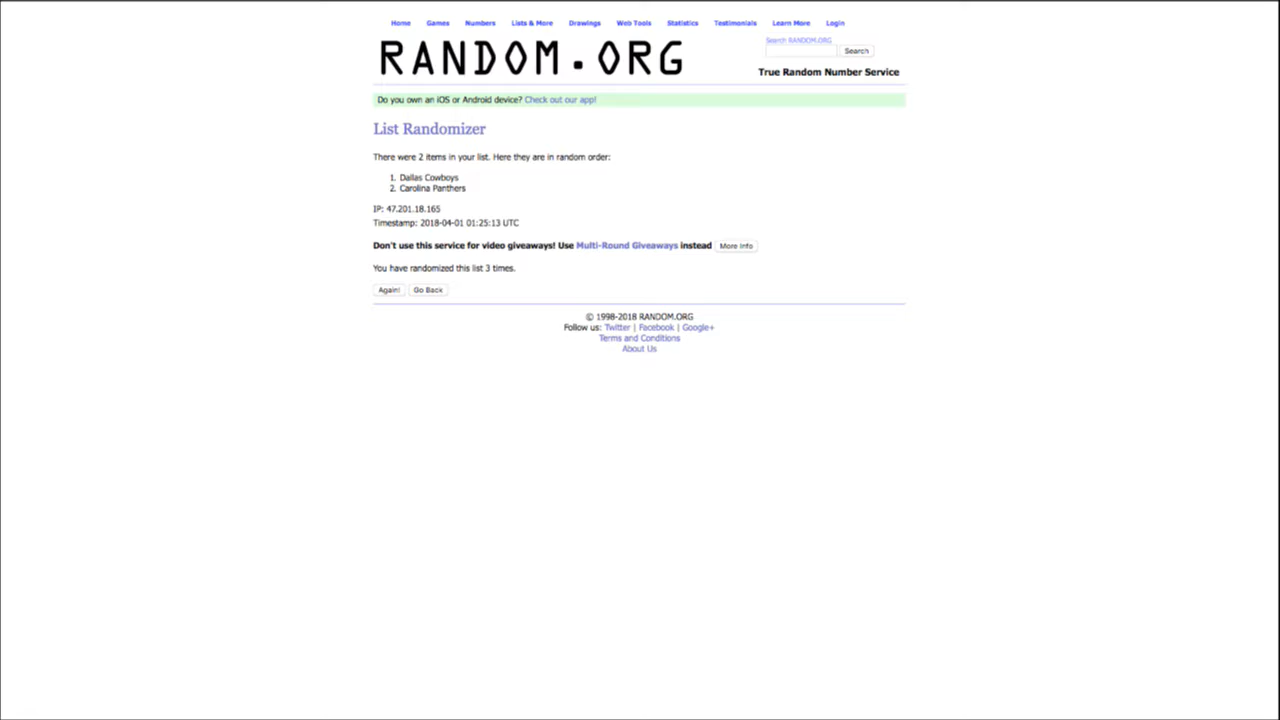 Home Games Numbers Lists & More Drawings Web Tools Statistics Testimonials Learn More Login
RANDOM.ORG
Search RANDOM.ORG
Search
True Random Number Service
Do you own an iOS or Android device? Check out our app!
List Randomizer
There were 2 items in your list. Here they are in random order:
1. Dallas Cowboys
2. Carolina Panthers
IP: 47.201.18.165
Timestamp: 2018-04-01 01:25:13 UTC
Don't use this service for video giveaways! Use Multi-Round Giveaways instead More Info
You have randomized this list 3 times.
Again! Go Back
© 1998-2018 RANDOM.ORG
Follow us: Twitter | Facebook | Google+
Terms and Conditions
About Us